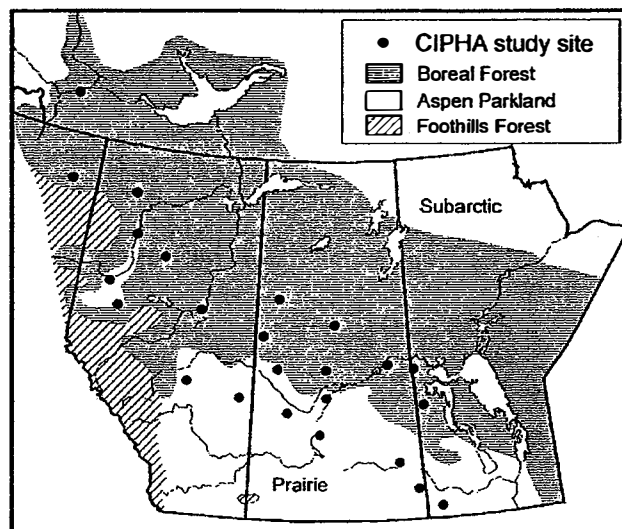 CIPHA study site
Boreal Forest
Aspen Parkland
Foothills Forest
Subarctic
Prairie